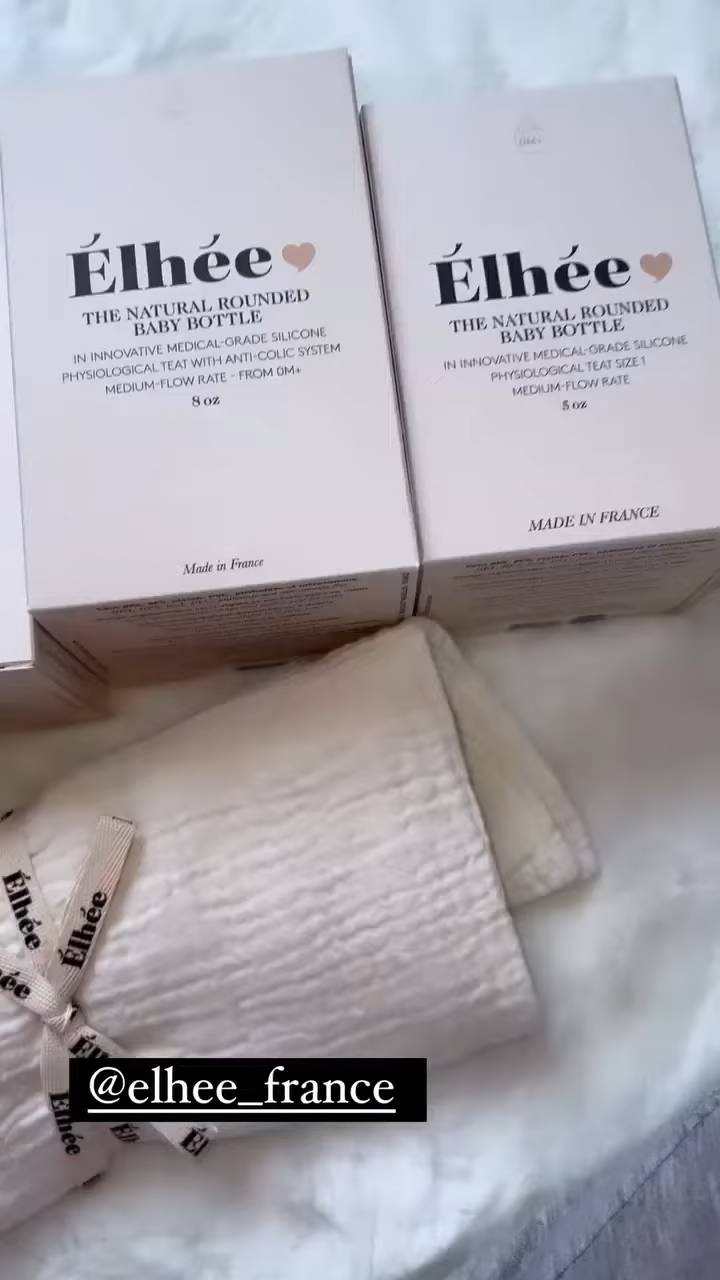 Élhée
THE NATURAL ROUNDED
BABY BOTTLE
IN INNOVATIVE MEDICAL-GRADE SILICONE
PHYSIOLOGICAL TEAT WITH ANTI-COLIC SYSTEM
MEDIUM-FLOW RATE - FROM 0M+
8 oz
Made in France
Élhée
THE NATURAL ROUNDED
BABY BOTTLE
IN INNOVATIVE MEDICAL-GRADE SILICONE
PHYSIOLOGICAL TEAT SIZE 1
MEDIUM-FLOW RATE
5 oz
MADE IN FRANCE
Élhée
Élhée
Élhée
@elhee_france